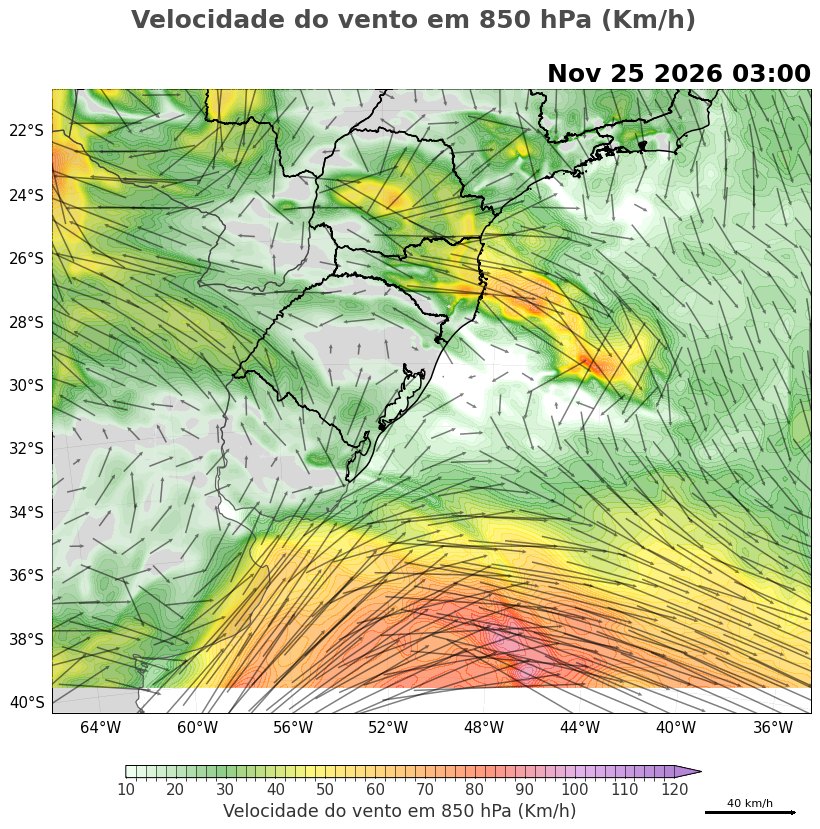 Velocidade do vento em 850 hPa (Km/h)
Nov 25 2026 03:00
22°S
24°S
26°S
28°S
30°S
32°S
34°S
36°S
38°S
40°S
64°W 60°W 56°W 52°W 48°W 44°W 40°W 36°W
10 20 30 40 50 60 70 80 90 100 110 120
Velocidade do vento em 850 hPa (Km/h)
40 km/h